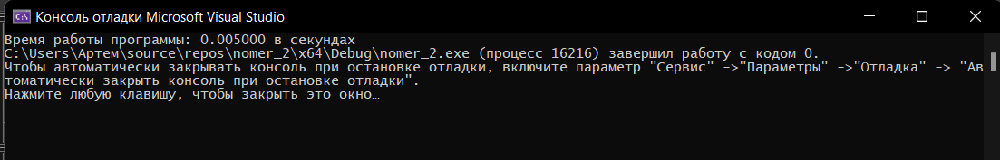 Консоль отладки Microsoft Visual Studio
Время работы программы: 0.005000 в секундах
C:\Users\Артем\source\repos\nomer_2\x64\Debug\nomer_2.exe (процесс 16216) завершил работу с кодом 0.
Чтобы автоматически закрывать консоль при остановке отладки, включите параметр "Сервис" ->"Параметры" ->"Отладка" -> "Ав
томатически закрыть консоль при остановке отладки".
Нажмите любую клавишу, чтобы закрыть это окно…